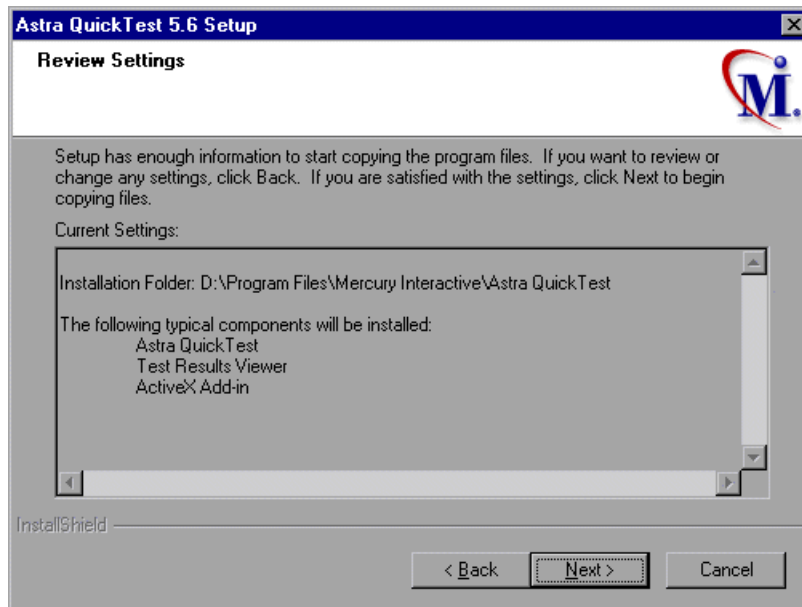 Astra QuickTest 5.6 Setup
Review Settings
M.
Setup has enough information to start copying the program files. If you want to review or
change any settings, click Back. If you are satisfied with the settings, click Next to begin
copying files.
Current Settings:
Installation Folder: D:\Program Files\Mercury Interactive\Astra QuickTest
The following typical components will be installed:
Astra QuickTest
Test Results Viewer
ActiveX Add-in
InstallShield
< Back
Next >
Cancel